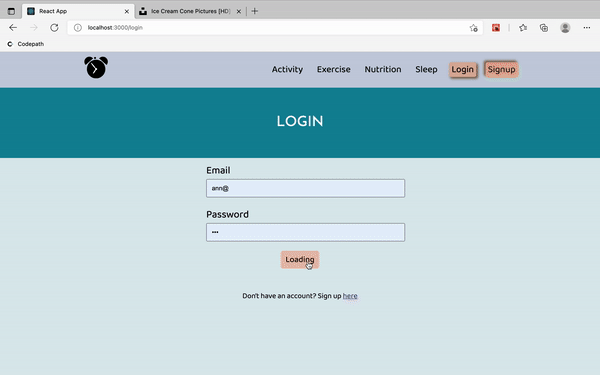 React App
Ice Cream Cone Pictures [HD]
localhost:3000/login
Codepath
Activity Exercise Nutrition Sleep Login Signup
LOGIN
Email
ann@
Password
•••
Loading
Don't have an account? Sign up here